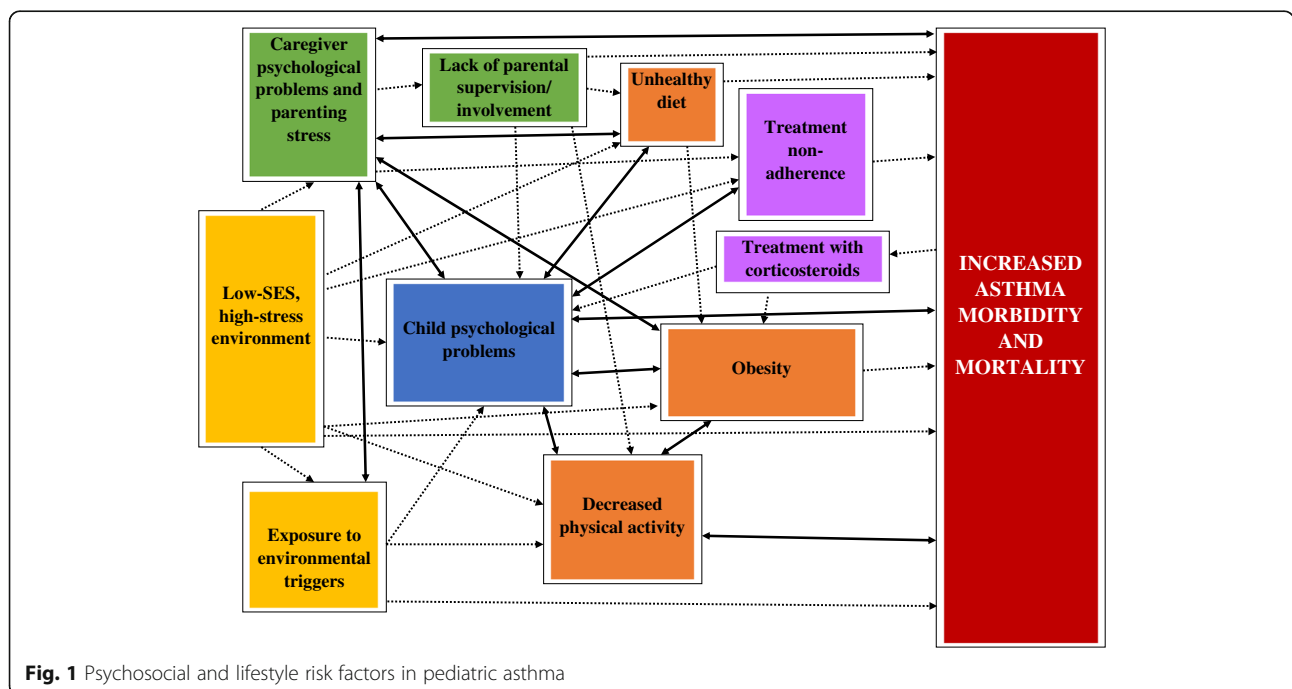 Caregiver
psychological
problems and
parenting
stress
Lack of parental
supervision/
involvement
Unhealthy
diet
Treatment
non-
adherence
Treatment with
corticosteroids
Low-SES,
high-stress
environment
Child psychological
problems
Obesity
INCREASED
ASTHMA
MORBIDITY
AND
MORTALITY
Decreased
physical activity
Exposure to
environmental
triggers
Fig. 1 Psychosocial and lifestyle risk factors in pediatric asthma